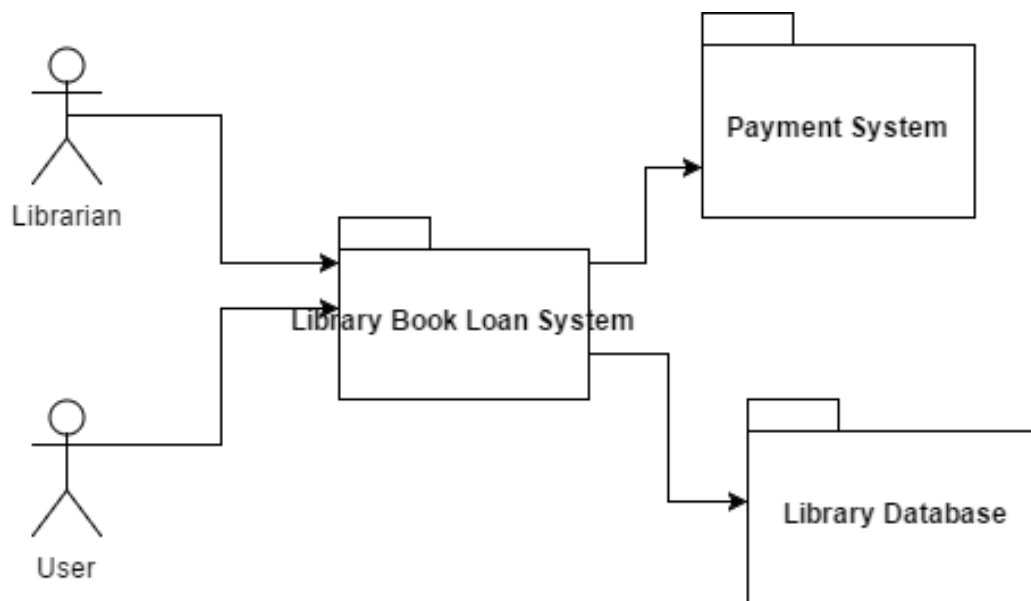 Librarian
Payment System
Library Book Loan System
User
Library Database